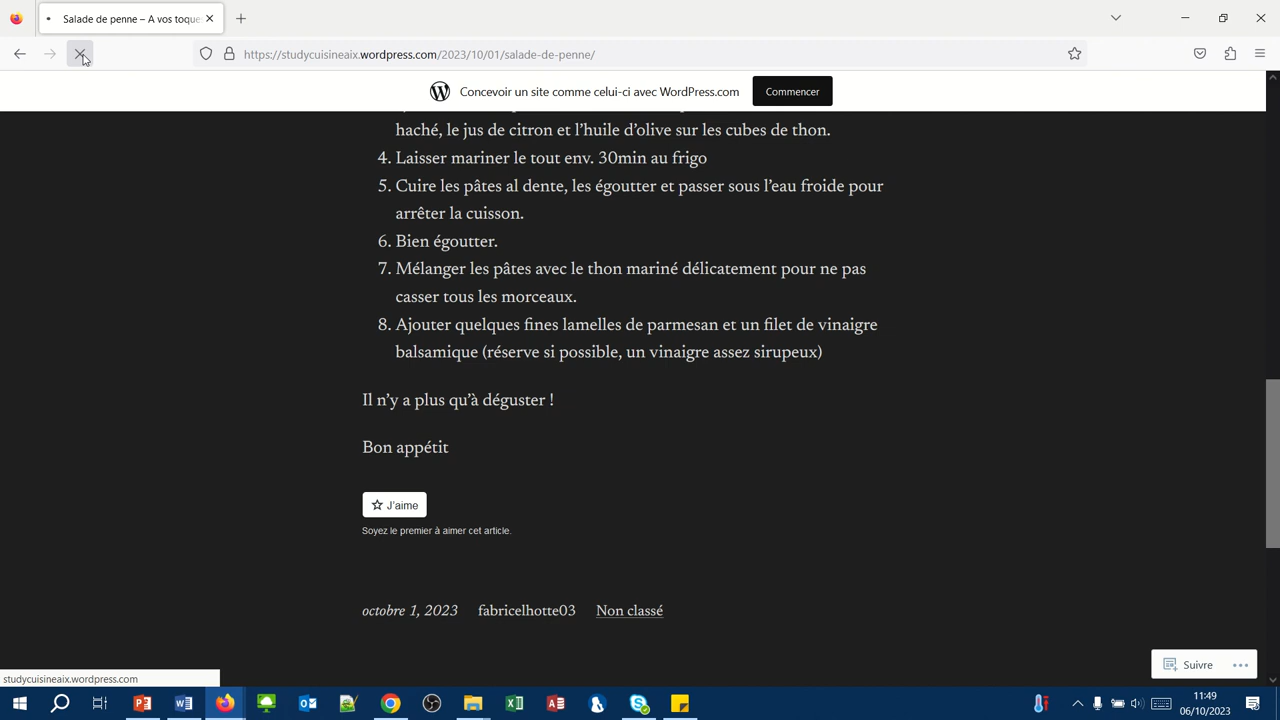 Salade de penne – A vos toque
https://studycuisineaix.wordpress.com/2023/10/01/salade-de-penne/
Concevoir un site comme celui-ci avec WordPress.com
Commencer
haché, le jus de citron et l’huile d’olive sur les cubes de thon.
4. Laisser mariner le tout env. 30min au frigo
5. Cuire les pâtes al dente, les égoutter et passer sous l’eau froide pour
arrêter la cuisson.
6. Bien égoutter.
7. Mélanger les pâtes avec le thon mariné délicatement pour ne pas
casser tous les morceaux.
8. Ajouter quelques fines lamelles de parmesan et un filet de vinaigre
balsamique (réserve si possible, un vinaigre assez sirupeux)
Il n’y a plus qu’à déguster !
Bon appétit
J’aime
Soyez le premier à aimer cet article.
octobre 1, 2023 fabricelhotte03 Non classé
Suivre
studycuisineaix.wordpress.com
11:49
06/10/2023